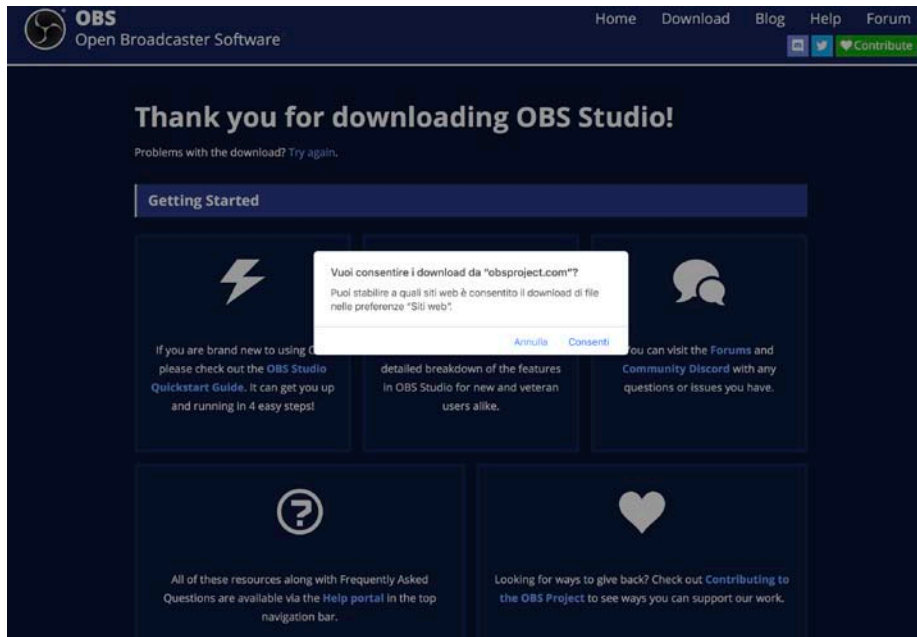 OBS
Open Broadcaster Software
Home Download Blog Help Forum
Contribute
Thank you for downloading OBS Studio!
Problems with the download? Try again.
Getting Started
Vuoi consentire i download da "obsproject.com"?
Puoi stabilire a quali siti web è consentito il download di file
nelle preferenze "Siti web".
Annulla Consenti
If you are brand new to using
please check out the OBS Studio
Quickstart Guide. It can get you up
and running in 4 easy steps!
detailed breakdown of the features
in OBS Studio for new and veteran
users alike.
You can visit the Forums and
Community Discord with any
questions or issues you have.
All of these resources along with Frequently Asked
Questions are available via the Help portal in the top
navigation bar.
Looking for ways to give back? Check out Contributing to
the OBS Project to see ways you can support our work.